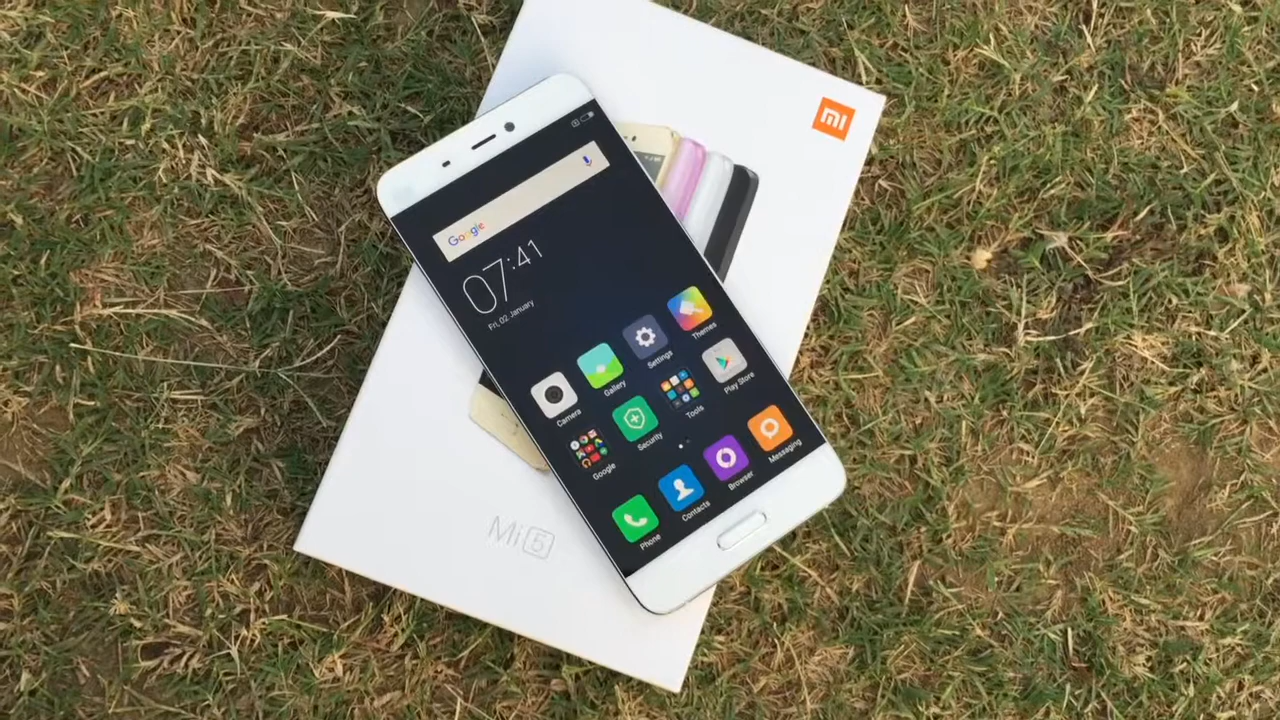 mi
Google
07:41
Fri, 02 January
Camera
Gallery
Settings
Themes
Google
Security
Tools
Play Store
Phone
Contacts
Browser
Messaging
Mi 5